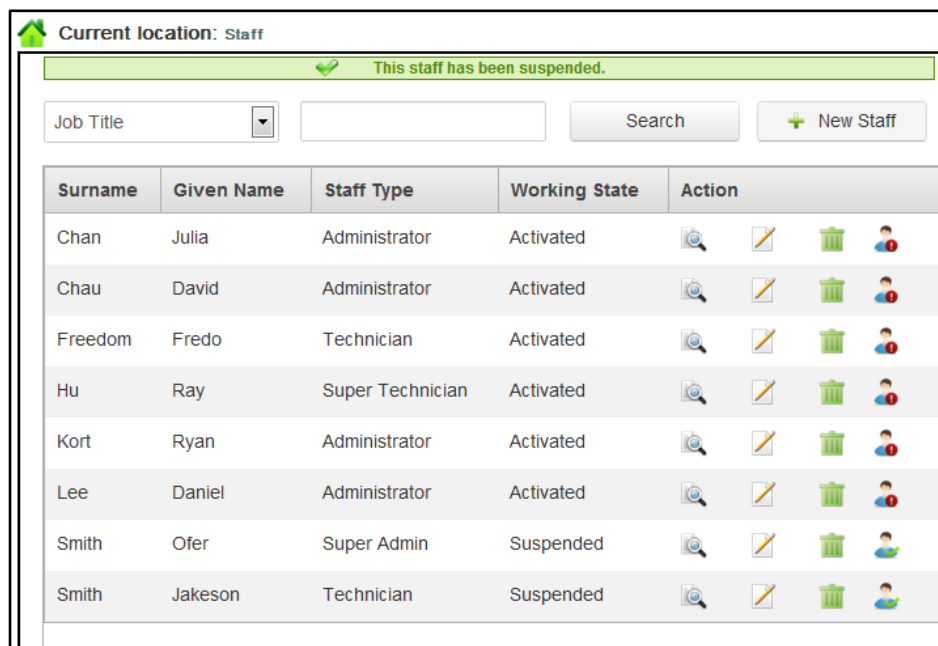 Current location: Staff
This staff has been suspended.
Job Title Search New Staff
Surname Given Name Staff Type Working State Action
Chan Julia Administrator Activated
Chau David Administrator Activated
Freedom Fredo Technician Activated
Hu Ray Super Technician Activated
Kort Ryan Administrator Activated
Lee Daniel Administrator Activated
Smith Ofer Super Admin Suspended
Smith Jakeson Technician Suspended